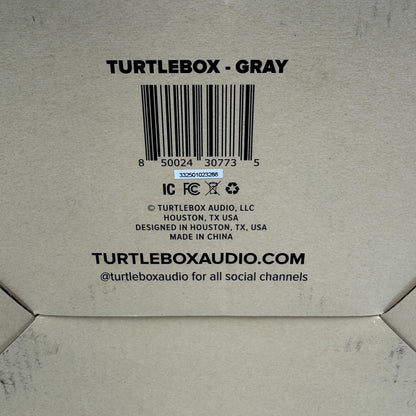 TURTLEBOX - GRAY
8 50024 30773 5
332501023288
IC FC
© TURTLEBOX AUDIO, LLC
HOUSTON, TX USA
DESIGNED IN HOUSTON, TX, USA
MADE IN CHINA
TURTLEBOXAUDIO.COM
@turtleboxaudio for all social channels